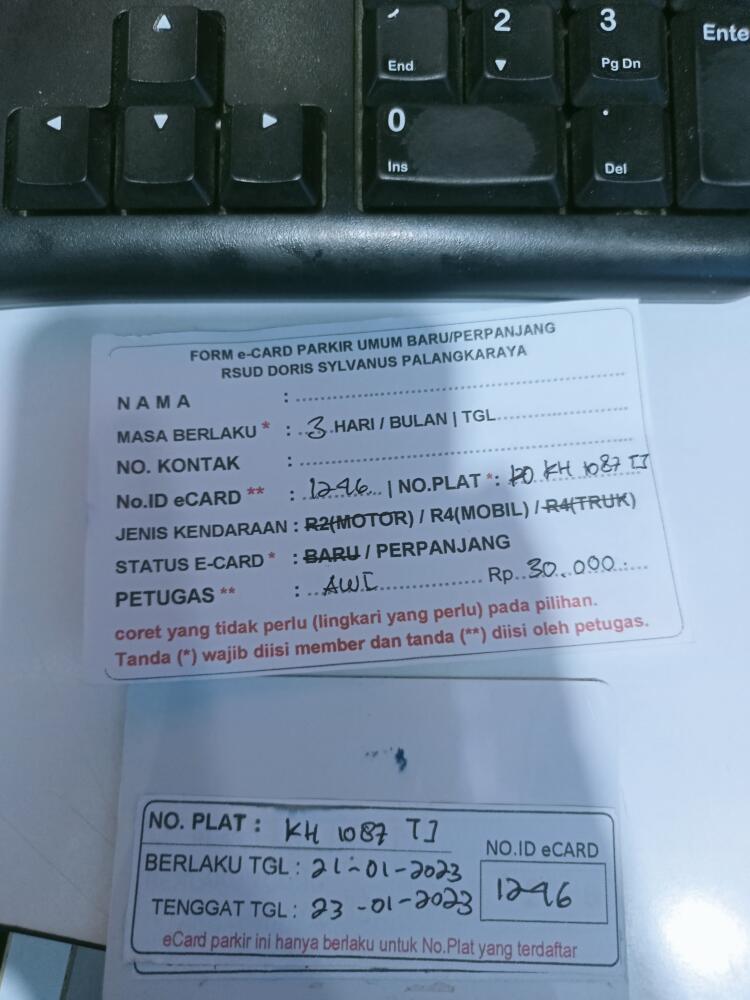 2
3
End
Pg Dn
Enter
0
Ins
.
Del
FORM e-CARD PARKIR UMUM BARU/PERPANJANG
RSUD DORIS SYLVANUS PALANGKARAYA
NAMA :
MASA BERLAKU * : 3 HARI / BULAN | TGL
NO. KONTAK :
No.ID eCARD ** : 1246 | NO.PLAT * : KH 1087 TJ
JENIS KENDARAAN : R2(MOTOR) / R4(MOBIL) / R4(TRUK)
STATUS E-CARD * : BARU / PERPANJANG
PETUGAS ** : AWI Rp 30.000
coret yang tidak perlu (lingkari yang perlu) pada pilihan.
Tanda (*) wajib diisi member dan tanda (**) diisi oleh petugas.
NO. PLAT : KH 1087 TJ
BERLAKU TGL : 21-01-2023
TENGGAT TGL : 23-01-2023
NO.ID eCARD
1246
eCard parkir ini hanya berlaku untuk No.Plat yang terdaftar